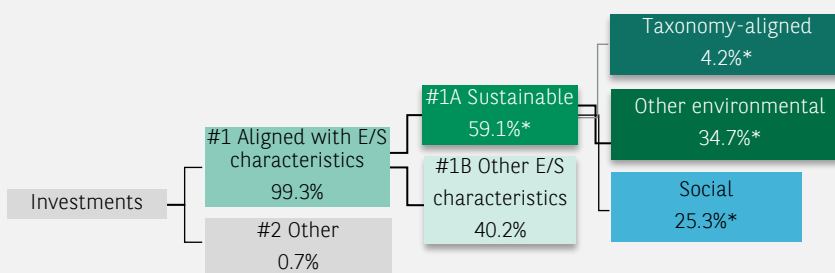 Investments
#1 Aligned with E/S
characteristics
99.3%
#2 Other
0.7%
#1A Sustainable
59.1%*
#1B Other E/S
characteristics
40.2%
Taxonomy-aligned
4.2%*
Other environmental
34.7%*
Social
25.3%*